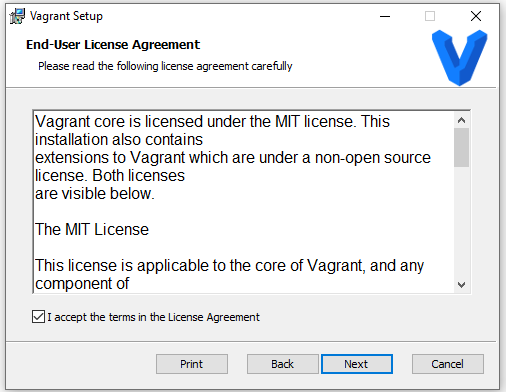 Vagrant Setup
End-User License Agreement
Please read the following license agreement carefully
Vagrant core is licensed under the MIT license. This
installation also contains
extensions to Vagrant which are under a non-open source
license. Both licenses
are visible below.
The MIT License
This license is applicable to the core of Vagrant, and any
component of
I accept the terms in the License Agreement
Print Back Next Cancel